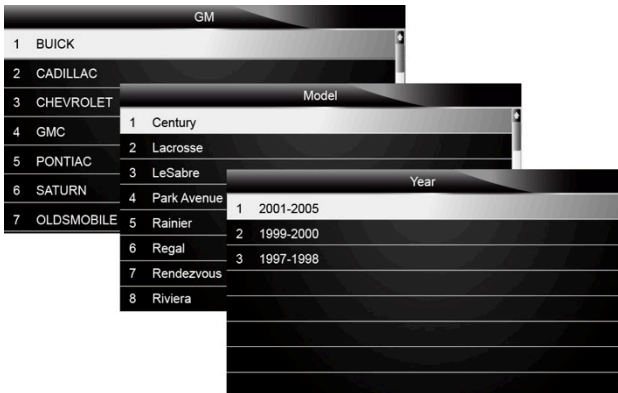 GM
1 BUICK
2 CADILLAC
3 CHEVROLET
4 GMC
5 PONTIAC
6 SATURN
7 OLDSMOBILE
Model
1 Century
2 Lacrosse
3 LeSabre
4 Park Avenue
5 Rainier
6 Regal
7 Rendezvous
8 Riviera
Year
1 2001-2005
2 1999-2000
3 1997-1998